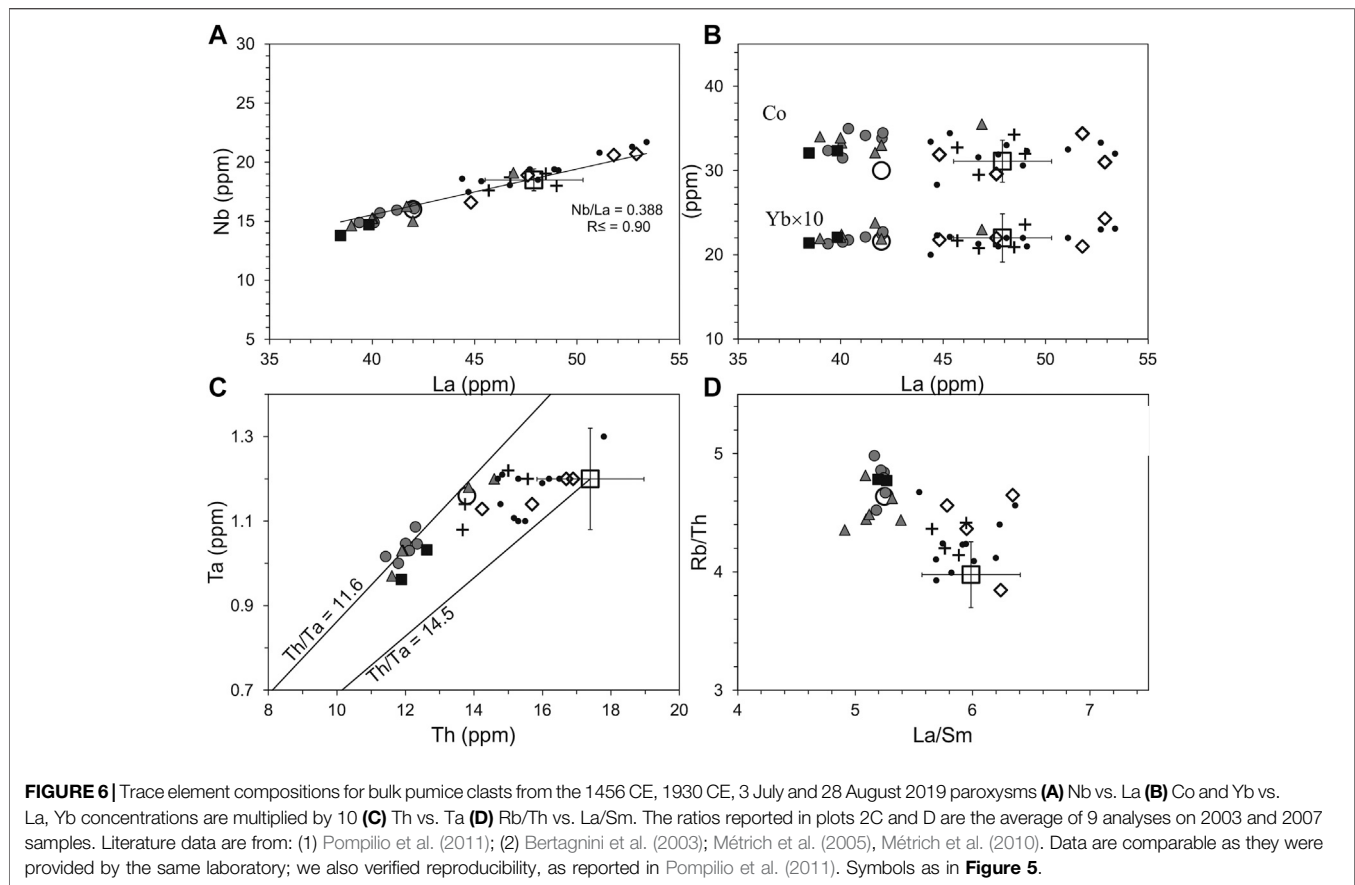 A
B
30
25
20
15
10
5
Nb (ppm)
Nb/La = 0.388
R≤ = 0.90
35 40 45 50 55
La (ppm)
40
30
20
10
(ppm)
Co
Yb×10
35 40 45 50 55
La (ppm)
C
D
1.3
1.1
0.9
0.7
Ta (ppm)
Th/Ta = 11.6
Th/Ta = 14.5
8 10 12 14 16 18 20
Th (ppm)
5
4
3
Rb/Th
4 5 6 7
La/Sm
FIGURE 6 | Trace element compositions for bulk pumice clasts from the 1456 CE, 1930 CE, 3 July and 28 August 2019 paroxysms (A) Nb vs. La (B) Co and Yb vs.
La, Yb concentrations are multiplied by 10 (C) Th vs. Ta (D) Rb/Th vs. La/Sm. The ratios reported in plots 2C and D are the average of 9 analyses on 2003 and 2007
samples. Literature data are from: (1) Pompilio et al. (2011); (2) Bertagnini et al. (2003); Métrich et al. (2005), Métrich et al. (2010). Data are comparable as they were
provided by the same laboratory; we also verified reproducibility, as reported in Pompilio et al. (2011). Symbols as in Figure 5.